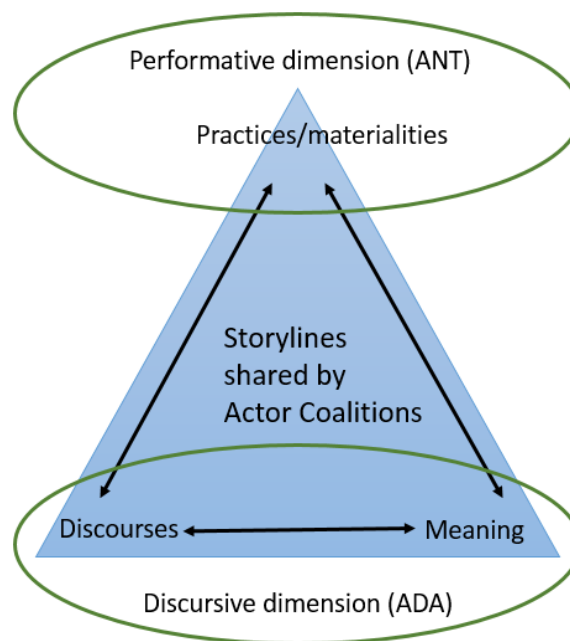 Performative dimension (ANT)
Practices/materialities
Storylines
shared by
Actor Coalitions
Discourses
Meaning
Discursive dimension (ADA)